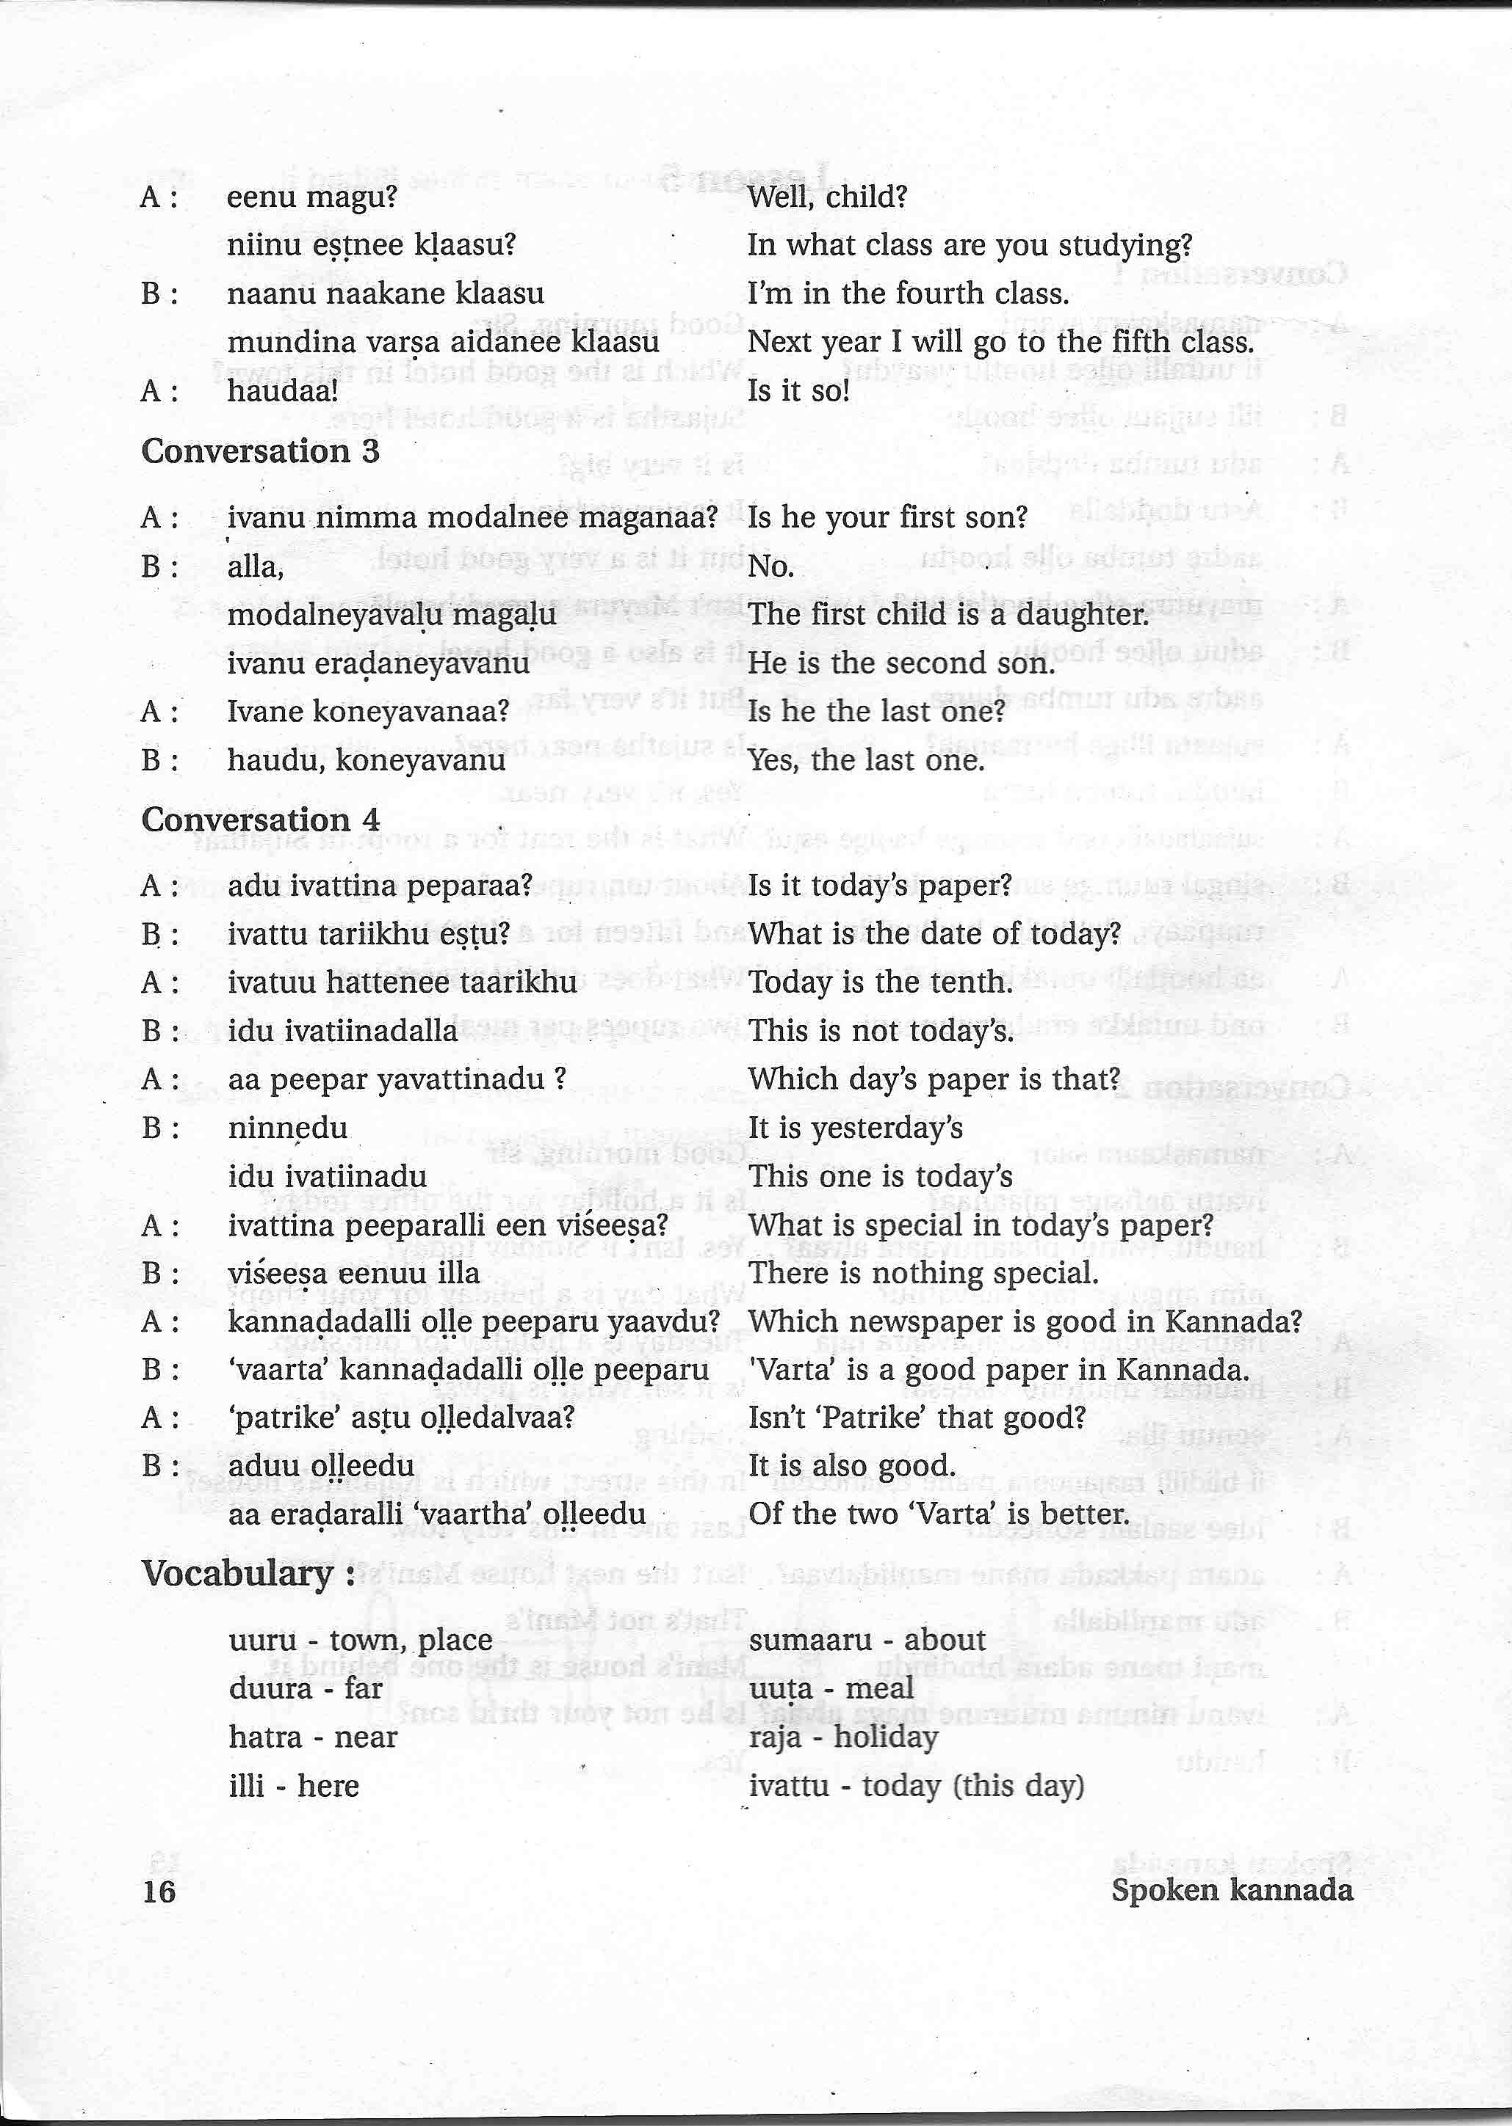 A : eenu magu? Well, child?
niinu eṣṭnee kḷaasu? In what class are you studying?
B : naanu naakane klaasu I'm in the fourth class.
mundina varṣa aidanee klaasu Next year I will go to the fifth class.
A : haudaa! Is it so!
Conversation 3
A : ivanu nimma modalnee maganaa? Is he your first son?
B : alla, No.
modalneyavaḷu magaḷu The first child is a daughter.
ivanu eraḍaneyavanu He is the second son.
A : Ivane koneyavanaa? Is he the last one?
B : haudu, koneyavanu Yes, the last one.
Conversation 4
A : adu ivattina peparaa? Is it today's paper?
B : ivattu tariikhu eṣṭu? What is the date of today?
A : ivatuu hattenee taarikhu Today is the tenth.
B : idu ivatiinadalla This is not today's.
A : aa peepar yavattinadu ? Which day's paper is that?
B : ninnedu It is yesterday's
idu ivatiinadu This one is today's
A : ivattina peeparalli een viśeeṣa? What is special in today's paper?
B : viśeeṣa eenuu illa There is nothing special.
A : kannaḍadalli oḷḷe peeparu yaavdu? Which newspaper is good in Kannada?
B : ‘vaarta’ kannaḍadalli oḷḷe peeparu 'Varta’ is a good paper in Kannada.
A : ‘patrike’ asṭu oḷḷedalvaa? Isn't ‘Patrike’ that good?
B : aduu oḷḷeedu It is also good.
aa eraḍaralli ‘vaartha’ oḷḷeedu Of the two ‘Varta’ is better.
Vocabulary :
uuru - town, place sumaaru - about
duura - far uuṭa - meal
hatra - near raja - holiday
illi - here ivattu - today (this day)
16 Spoken kannada